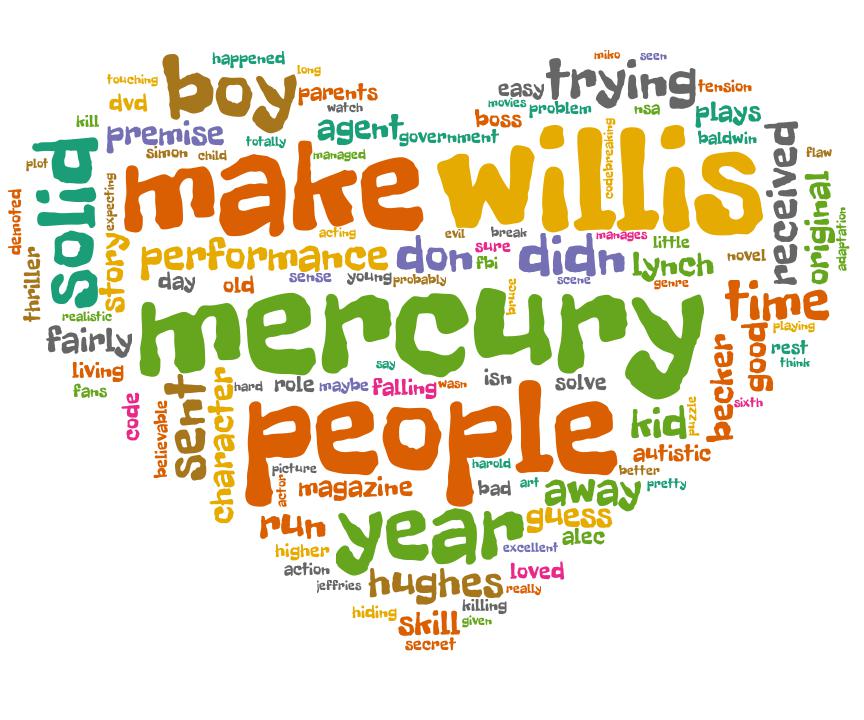 happened
miko seen
touching boy long
trying
dvd parents
easy tension
kill premise watch
boss movies problem nsa plays
simon child totally agent government
codebreaking baldwin
plot solid expecting make managed
willis received flaw
demoted acting
evil break manages
original adaptation
thriller story performance don sure fbi didn little lynch
novel
day old sense young probably scene genre
realistic mercury bruce time
playing
fairly
good rest
think
living say
fans hard role maybe falling wasn isn solve
becker sixth
code believable sent character people kid puzzle
autistic
picture harold better
actor magazine bad art away pretty
run year guess
alec
higher excellent
action loved
jeffries hughes really
hiding killing
skill given
secret